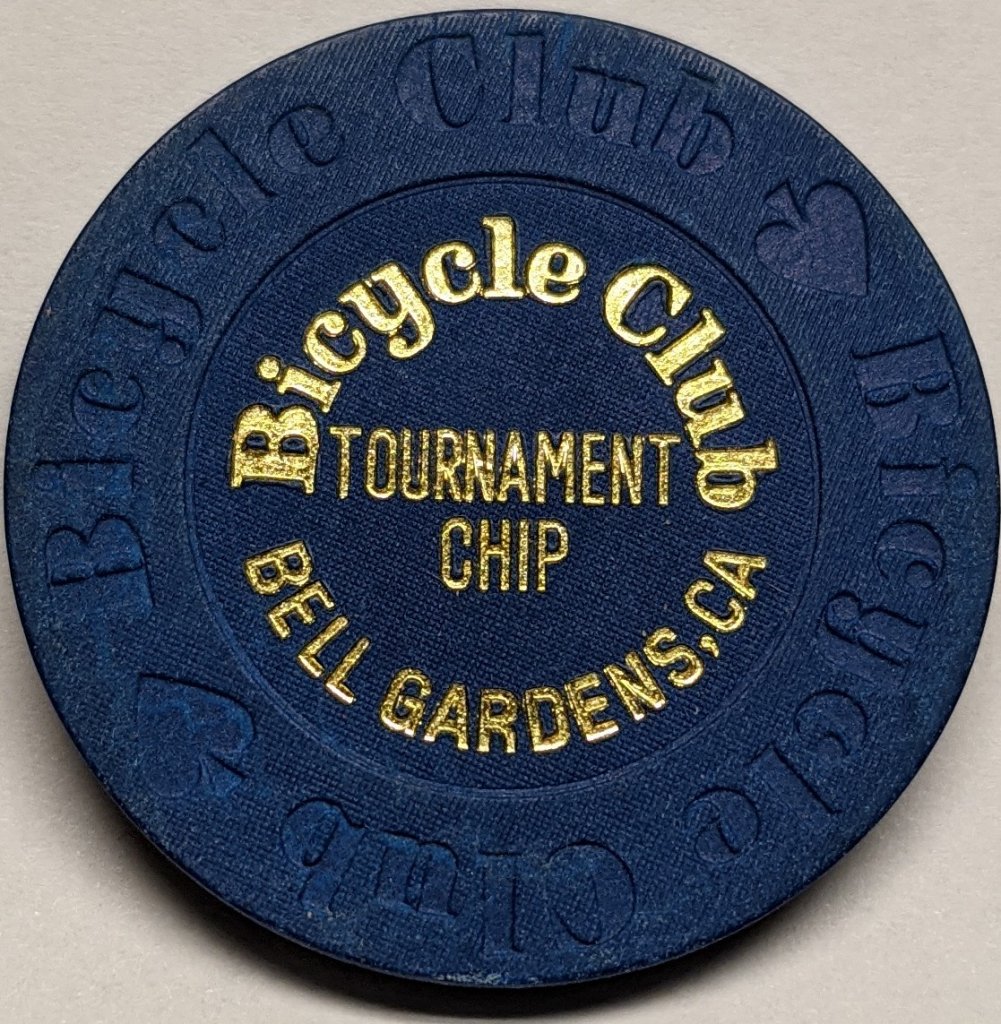 Bicycle Club
Bicycle Club
Bicycle Club
TOURNAMENT
CHIP
BELL GARDENS, CA